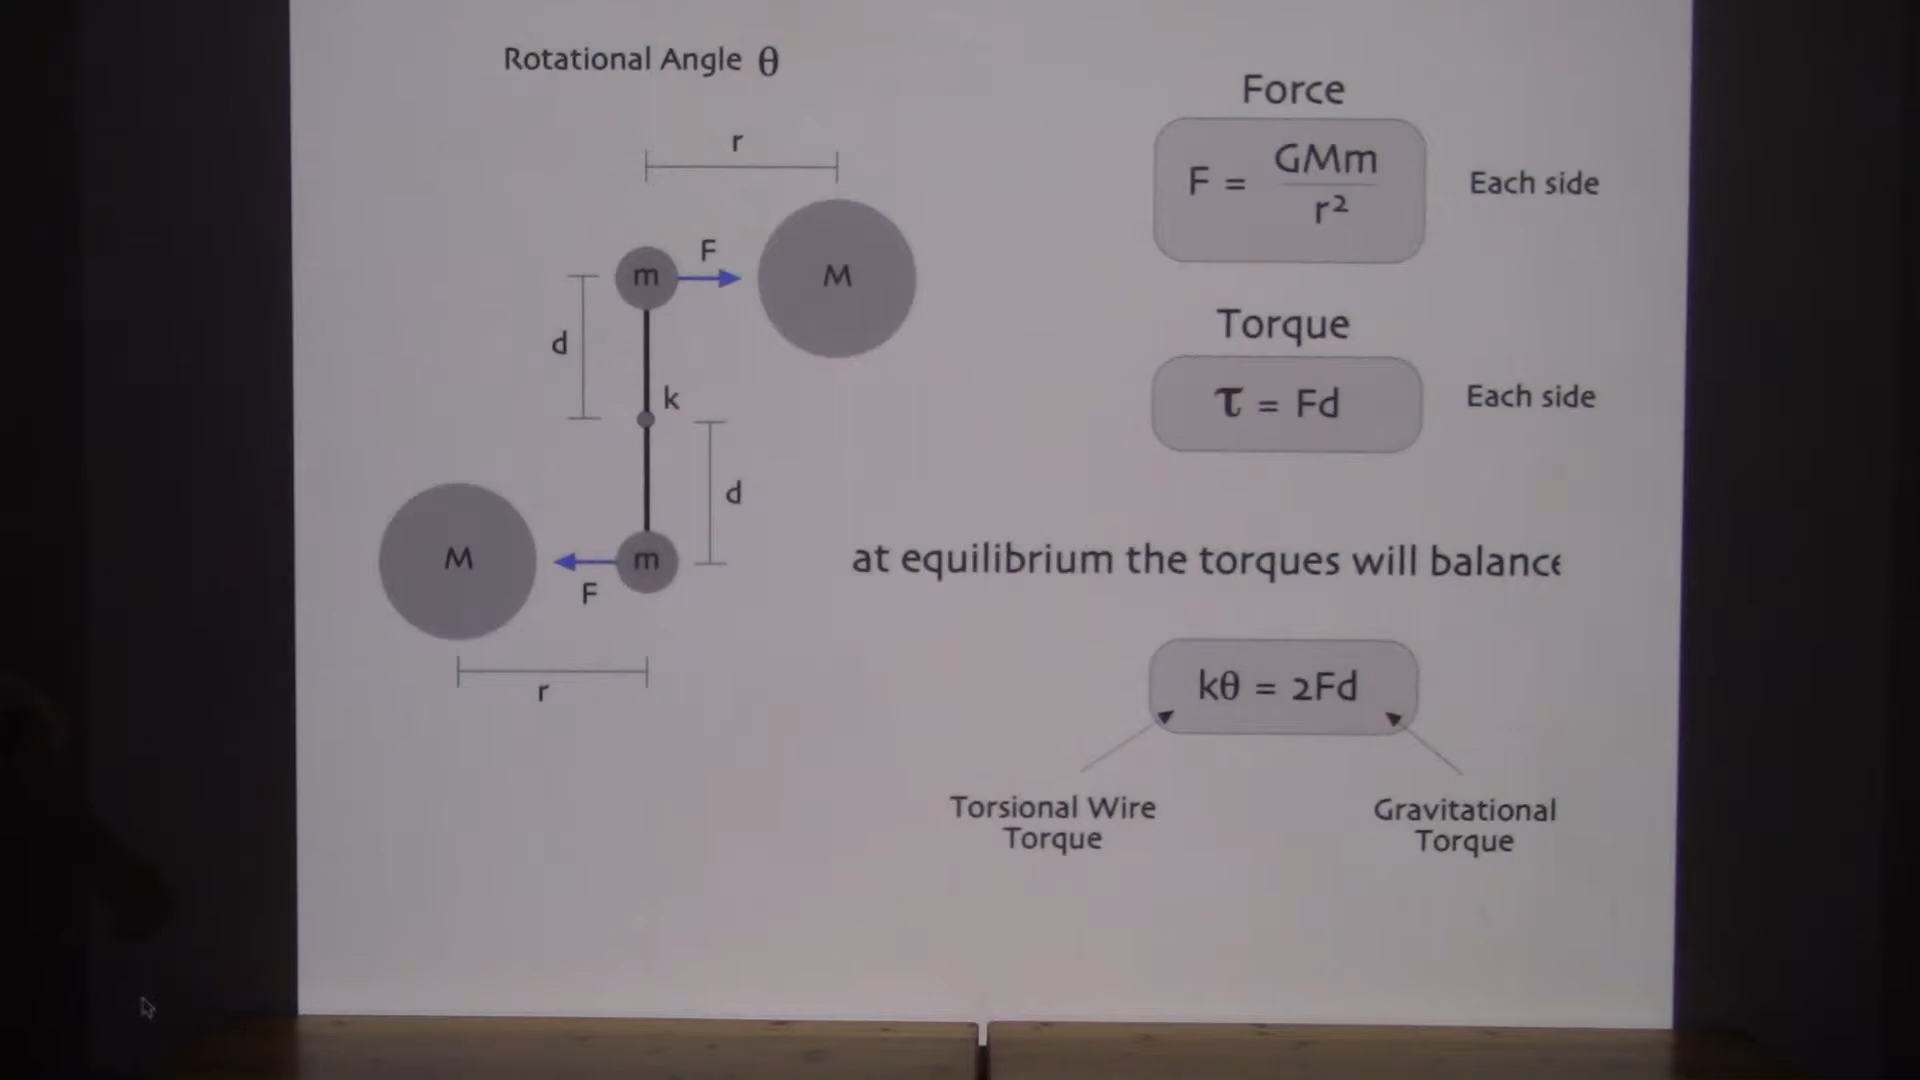 Rotational Angle θ
r
F
m
M
d
k
d
M
m
F
r
Force
F = GMm
r²
Each side
Torque
τ = Fd
Each side
at equilibrium the torques will balance
kθ = 2Fd
Torsional Wire
Torque
Gravitational
Torque